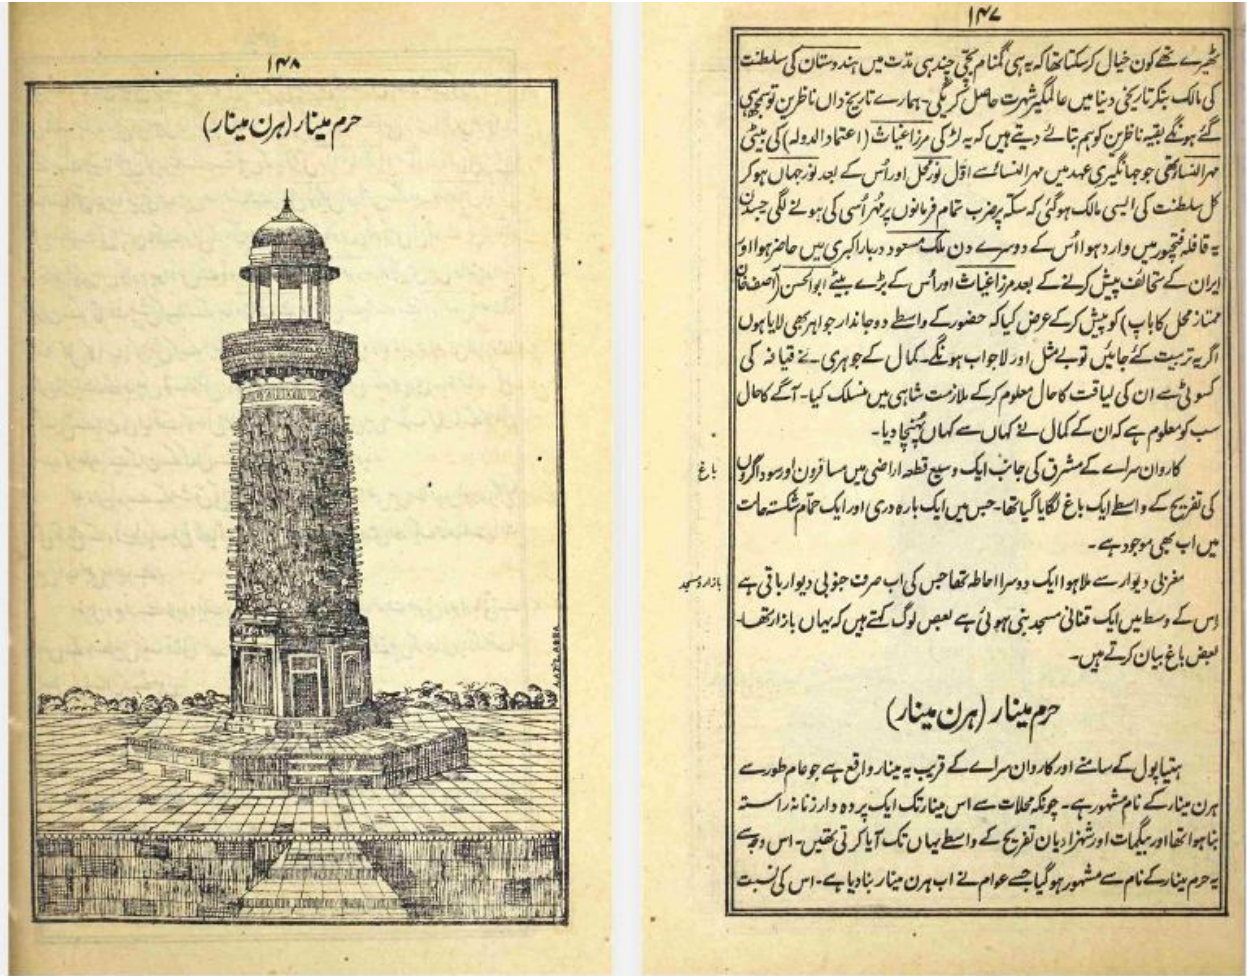 ۱۴۷
ٹھیرے تھے کون خیال کر سکتا تھا کہ یہی گمنام بچی چند ہی مدت میں ہندوستان کی سلطنت
کی مالک بنکر تاریخی دنیا میں عالمگیر شہرت حاصل کریگی۔ ہمارے تاریخ داں ناظرین تو سمجھ ہی
گئے ہونگے بقیہ ناظرین کو ہم بتائے دیتے ہیں کہ یہ لڑکی مرزا غیاث (اعتماد الدولہ) کی بیٹی
مہرالنسا تھی جو جہانگیری عہد میں مہرالنسا سے اوّل نور محل اور اُس کے بعد نور جہاں ہو کر
کل سلطنت کی ایسی مالک ہو گئی کہ سکّہ پر ضرب تمام فرمانوں پر مُہر اُسی کی ہونے لگی جسدن
یہ قافلہ فتحپور میں وارد ہوا اُس کے دوسرے دن ملک مسعود دربار اکبری میں حاضر ہوا اور
ایران کے تحائف پیش کرنے کے بعد مرزا غیاث اور اُس کے بڑے بیٹے ابوالحسن (آصف خان
ممتاز محل کا باپ) کو پیش کر کے عرض کیا کہ حضور کے واسطے دو جاندار جواہر بھی لایا ہوں
اگر یہ تربیت کئے جائیں تو بے مثل اور لاجواب ہونگے۔ کمال کے جوہری نے قیافہ کی
کسوٹی سے ان کی لیاقت کا حال معلوم کر کے ملازمت شاہی میں منسلک کیا۔ آگے کا حال
سب کو معلوم ہے کہ ان کے کمال نے کہاں سے کہاں پہنچا دیا۔
باغ
کاروان سراے کے مشرق کی جانب ایک وسیع قطعہ اراضی میں مسافرون اور سوداگروں
کی تفریح کے واسطے ایک باغ لگایا گیا تھا۔ جس میں ایک بارہ دری اور ایک حمّام شکستہ حالت
میں اب بھی موجود ہے۔
بازار و مسجد
مغربی دیوار سے ملا ہوا ایک دوسرا احاطہ تھا جس کی اب صرف جنوبی دیوار باقی ہے
اس کے وسط میں ایک قناتی مسجد بنی ہوئی ہے بعض لوگ کہتے ہیں کہ یہاں بازار تھا۔
بعض باغ بیان کرتے ہیں۔
حرم مینار (ہرن مینار)
ہتیاپول کے سامنے اور کاروان سراے کے قریب یہ مینار واقع ہے جو عام طور سے
ہرن مینار کے نام مشہور ہے۔ چونکہ محلات سے اس مینار تک ایک پردہ دار زنانہ راستہ
بنا ہوا تھا اور بیگمات اور شہزادیان تفریح کے واسطے یہاں تک آیا کرتی تھیں۔ اس وجہ سے
یہ حرم مینار کے نام سے مشہور ہو گیا جسے عوام نے اب ہرن مینار بنا دیا ہے۔ اس کی نسبت
۱۴۸
حرم مینار (ہرن مینار)